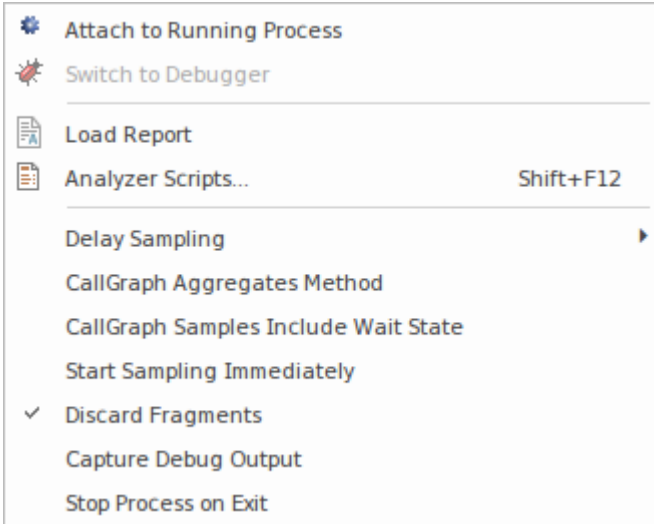 Attach to Running Process
Switch to Debugger
Load Report
Analyzer Scripts... Shift+F12
Delay Sampling
CallGraph Aggregates Method
CallGraph Samples Include Wait State
Start Sampling Immediately
Discard Fragments
Capture Debug Output
Stop Process on Exit